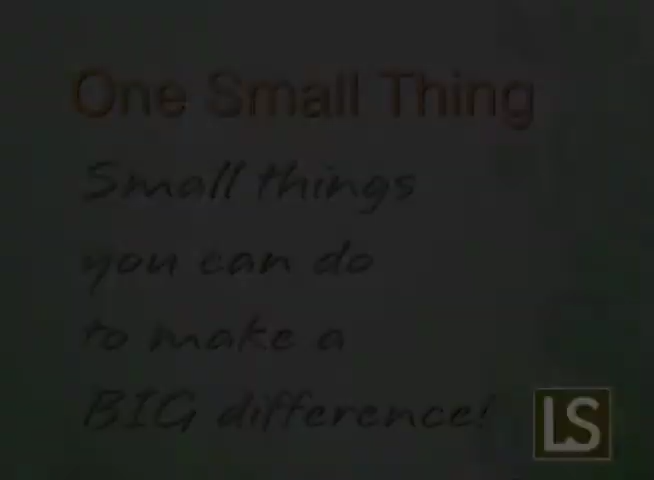 One Small Thing
Small things
you can do
to make a
BIG difference!
LS